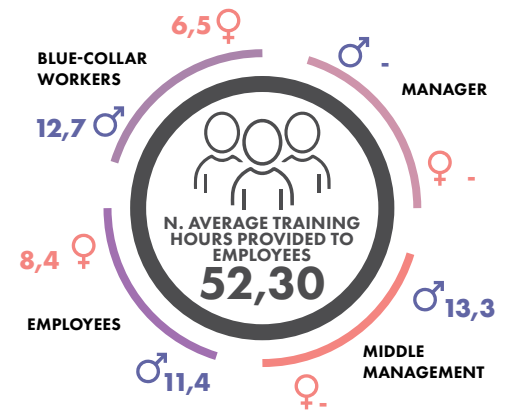 6,5
BLUE-COLLAR
WORKERS
12,7
-
MANAGER
-
N. AVERAGE TRAINING
HOURS PROVIDED TO
EMPLOYEES
52,30
8,4
EMPLOYEES
11,4
13,3
MIDDLE
MANAGEMENT
-